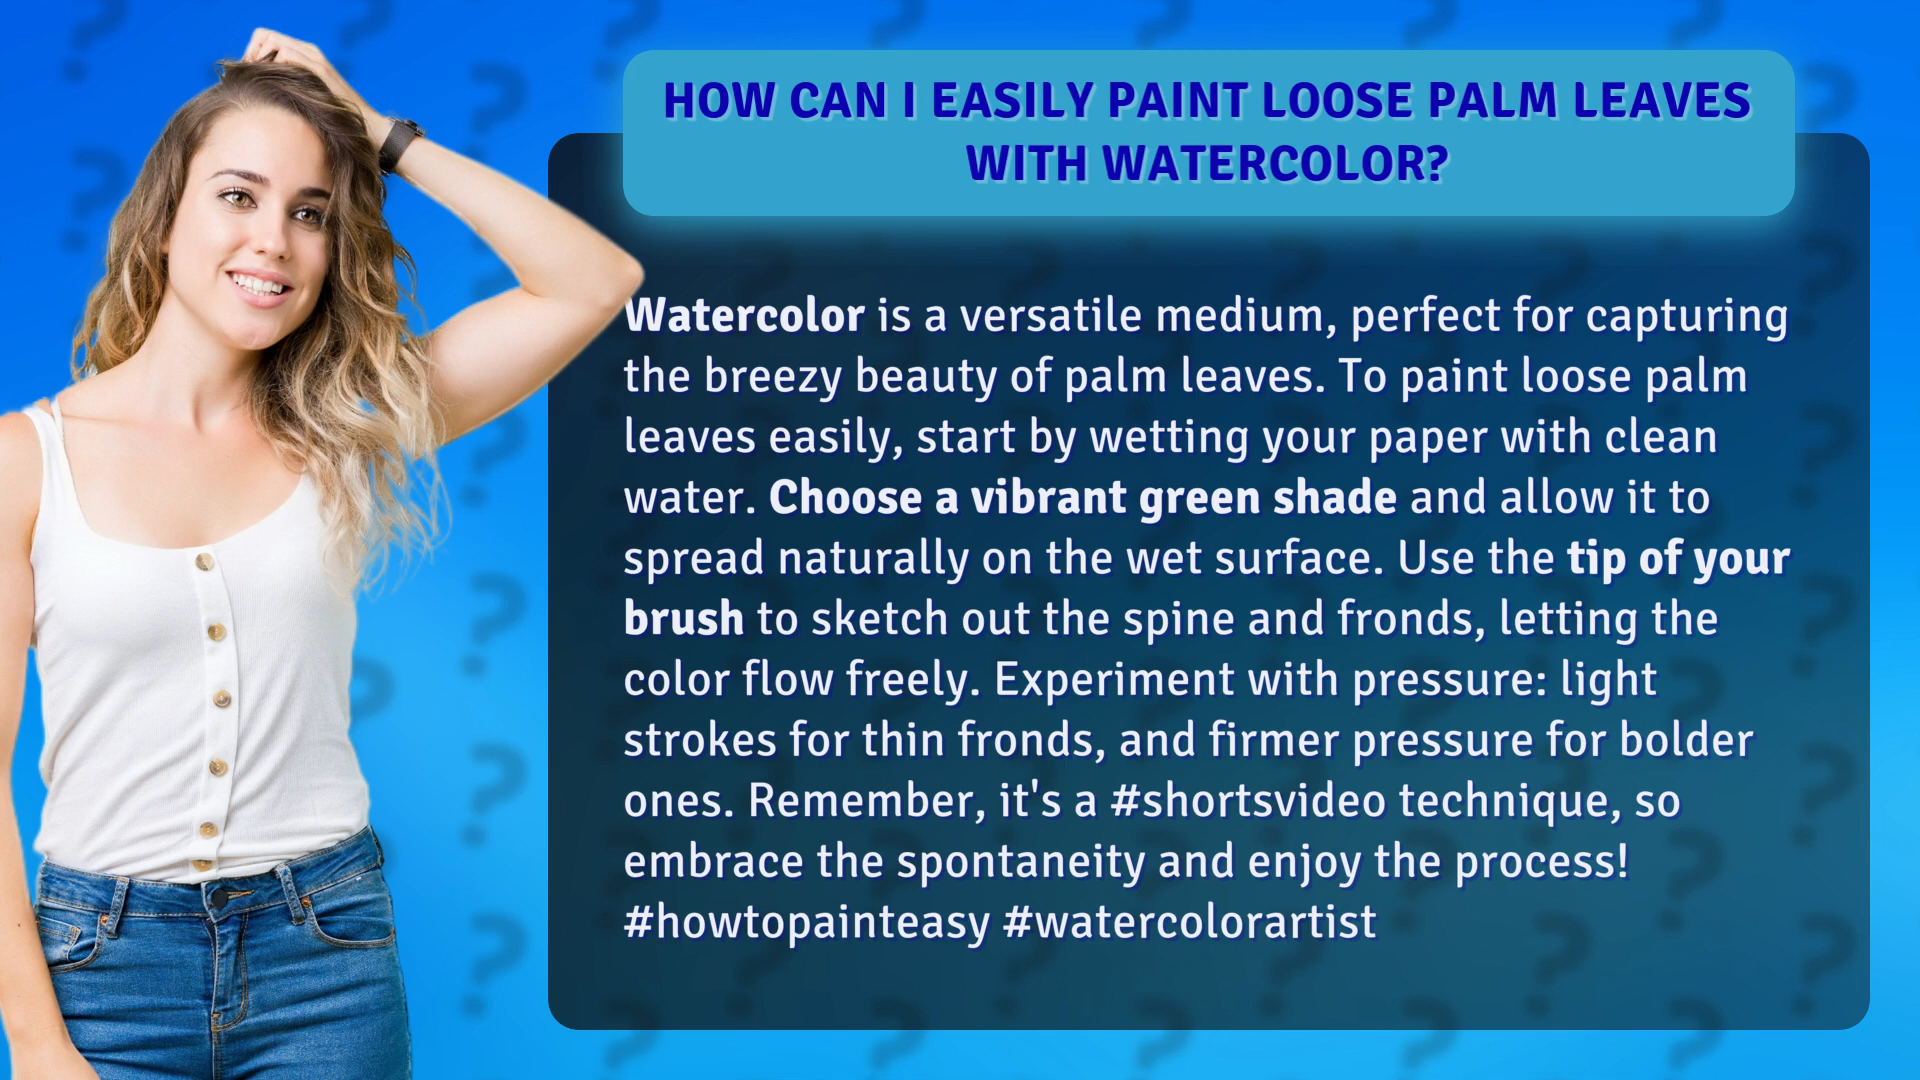 HOW CAN I EASILY PAINT LOOSE PALM LEAVES
WITH WATERCOLOR?
Watercolor is a versatile medium, perfect for capturing
the breezy beauty of palm leaves. To paint loose palm
leaves easily, start by wetting your paper with clean
water. Choose a vibrant green shade and allow it to
spread naturally on the wet surface. Use the tip of your
brush to sketch out the spine and fronds, letting the
color flow freely. Experiment with pressure: light
strokes for thin fronds, and firmer pressure for bolder
ones. Remember, it's a #shortsvideo technique, so
embrace the spontaneity and enjoy the process!
#howtopainteasy #watercolorartist